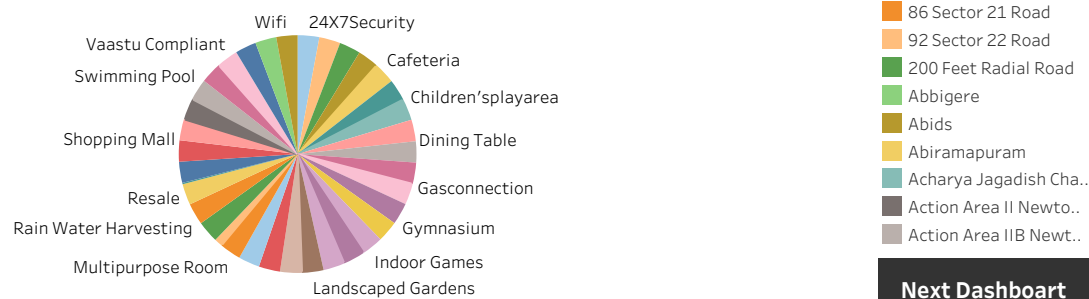 Wifi
24X7Security
Vaastu Compliant
Cafeteria
Swimming Pool
Children'splayarea
Shopping Mall
Dining Table
Gasconnection
Resale
Gymnasium
Rain Water Harvesting
Indoor Games
Multipurpose Room
Landscaped Gardens
86 Sector 21 Road
92 Sector 22 Road
200 Feet Radial Road
Abbigere
Abids
Abiramapuram
Acharya Jagadish Cha..
Action Area II Newto..
Action Area IIB Newt..
Next Dashboart